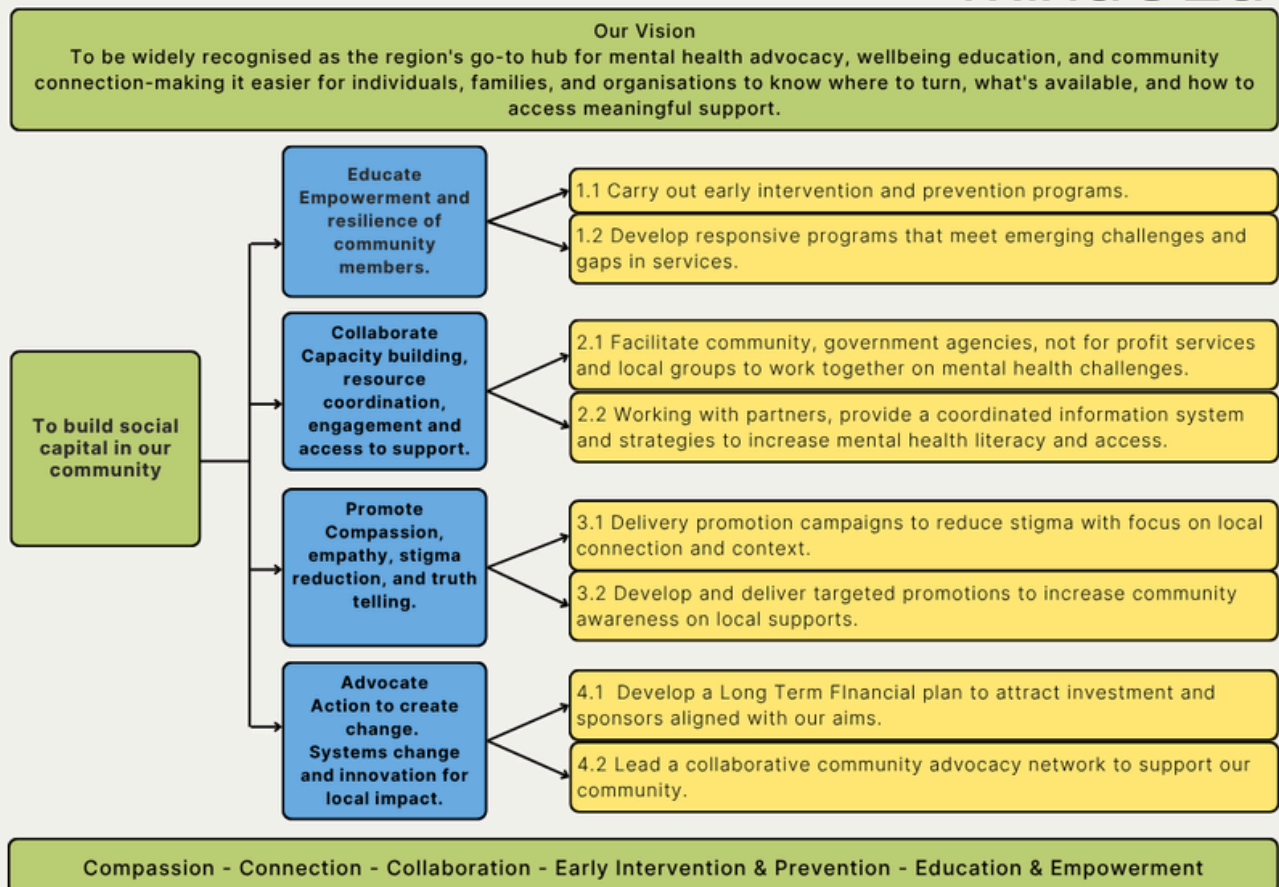 Our Vision
To be widely recognised as the region's go-to hub for mental health advocacy, wellbeing education, and community
connection-making it easier for individuals, families, and organisations to know where to turn, what's available, and how to
access meaningful support.
To build social
capital in our
community
Educate
Empowerment and
resilience of
community
members.
1.1 Carry out early intervention and prevention programs.
1.2 Develop responsive programs that meet emerging challenges and
gaps in services.
Collaborate
Capacity building,
resource
coordination,
engagement and
access to support.
2.1 Facilitate community, government agencies, not for profit services
and local groups to work together on mental health challenges.
2.2 Working with partners, provide a coordinated information system
and strategies to increase mental health literacy and access.
Promote
Compassion,
empathy, stigma
reduction, and truth
telling.
3.1 Delivery promotion campaigns to reduce stigma with focus on local
connection and context.
3.2 Develop and deliver targeted promotions to increase community
awareness on local supports.
Advocate
Action to create
change.
Systems change
and innovation for
local impact.
4.1 Develop a Long Term FInancial plan to attract investment and
sponsors aligned with our aims.
4.2 Lead a collaborative community advocacy network to support our
community.
Compassion - Connection - Collaboration - Early Intervention & Prevention - Education & Empowerment